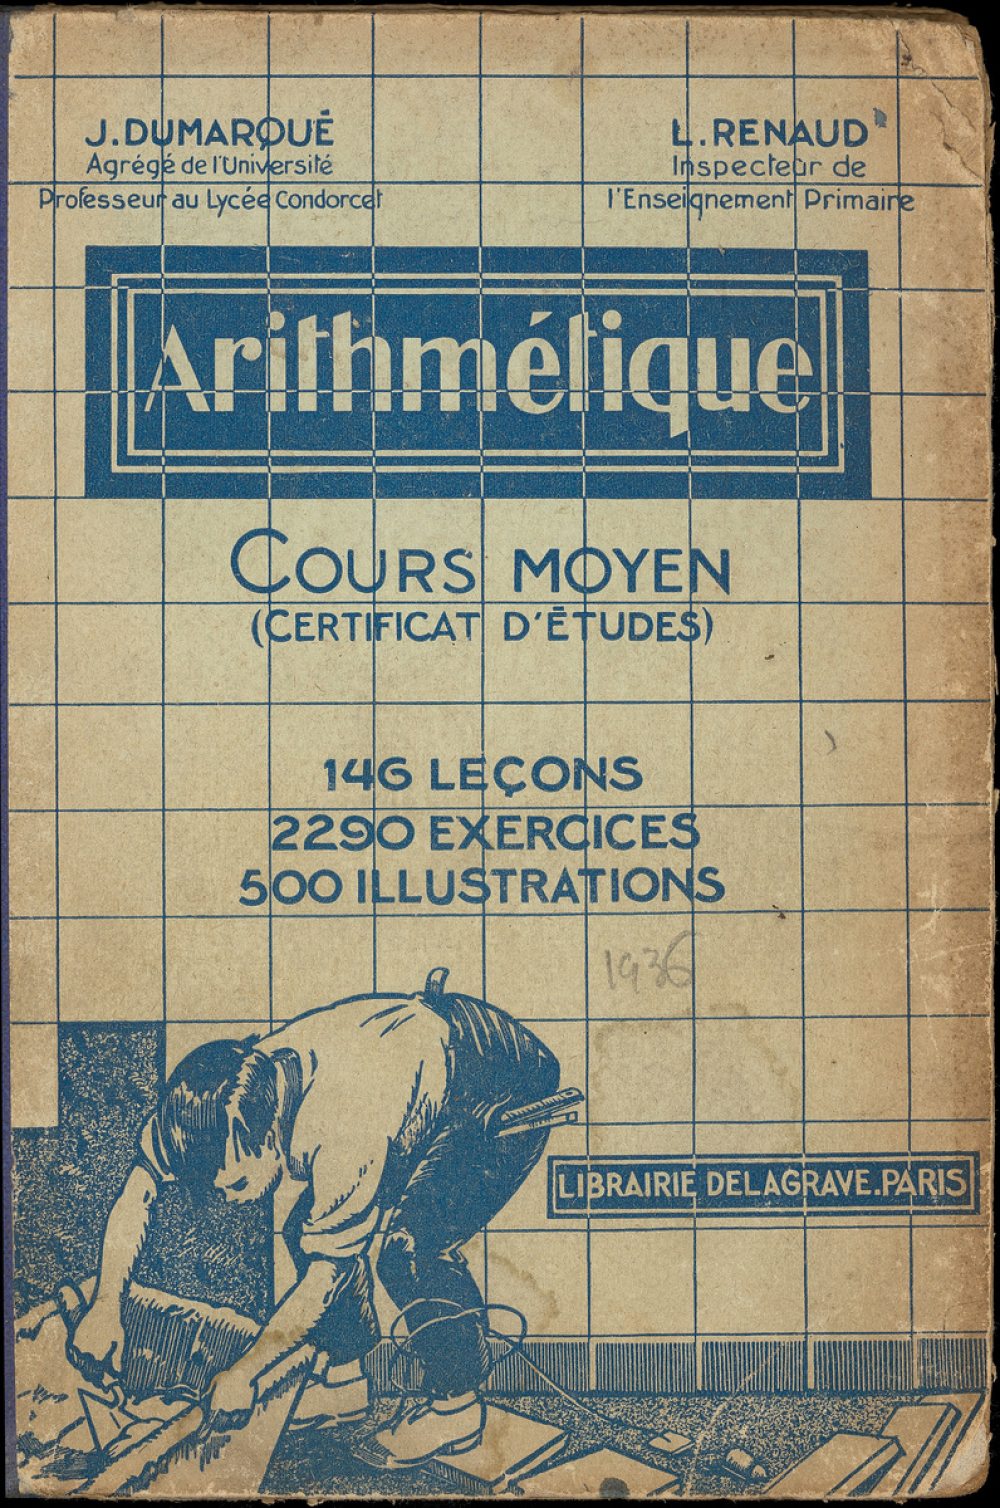 J. DUMARQUÉ
Agrégé de l'Université
Professeur au Lycée Condorcet
L. RENAUD
Inspecteur de
l'Enseignement Primaire
Arithmétique
COURS MOYEN
(CERTIFICAT D'ÉTUDES)
146 LEÇONS
2290 EXERCICES
500 ILLUSTRATIONS
1936
LIBRAIRIE DELAGRAVE.PARIS